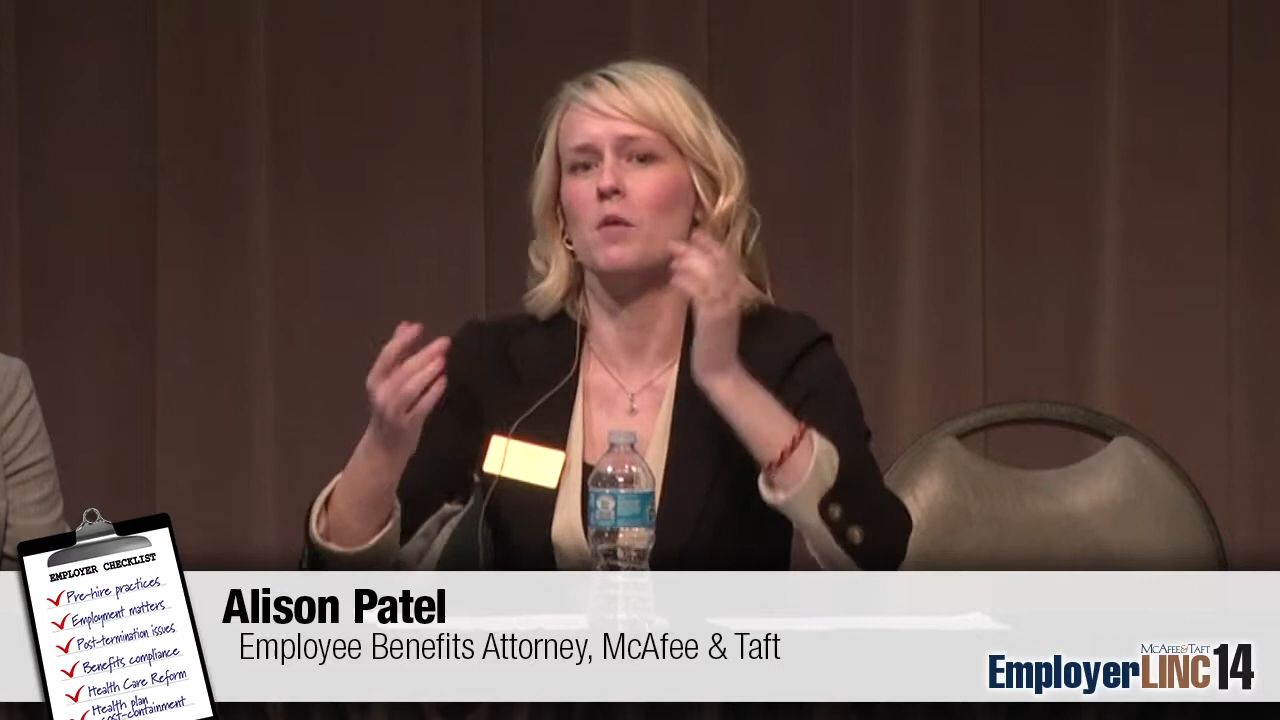 EMPLOYER CHECKLIST
Pre-hire practices
Employment matters
Post-termination issues
Benefits compliance
Health Care Reform
Health plan
cost-containment
Alison Patel
Employee Benefits Attorney, McAfee & Taft
MCAFEE&TAFT
EmployerLINC14